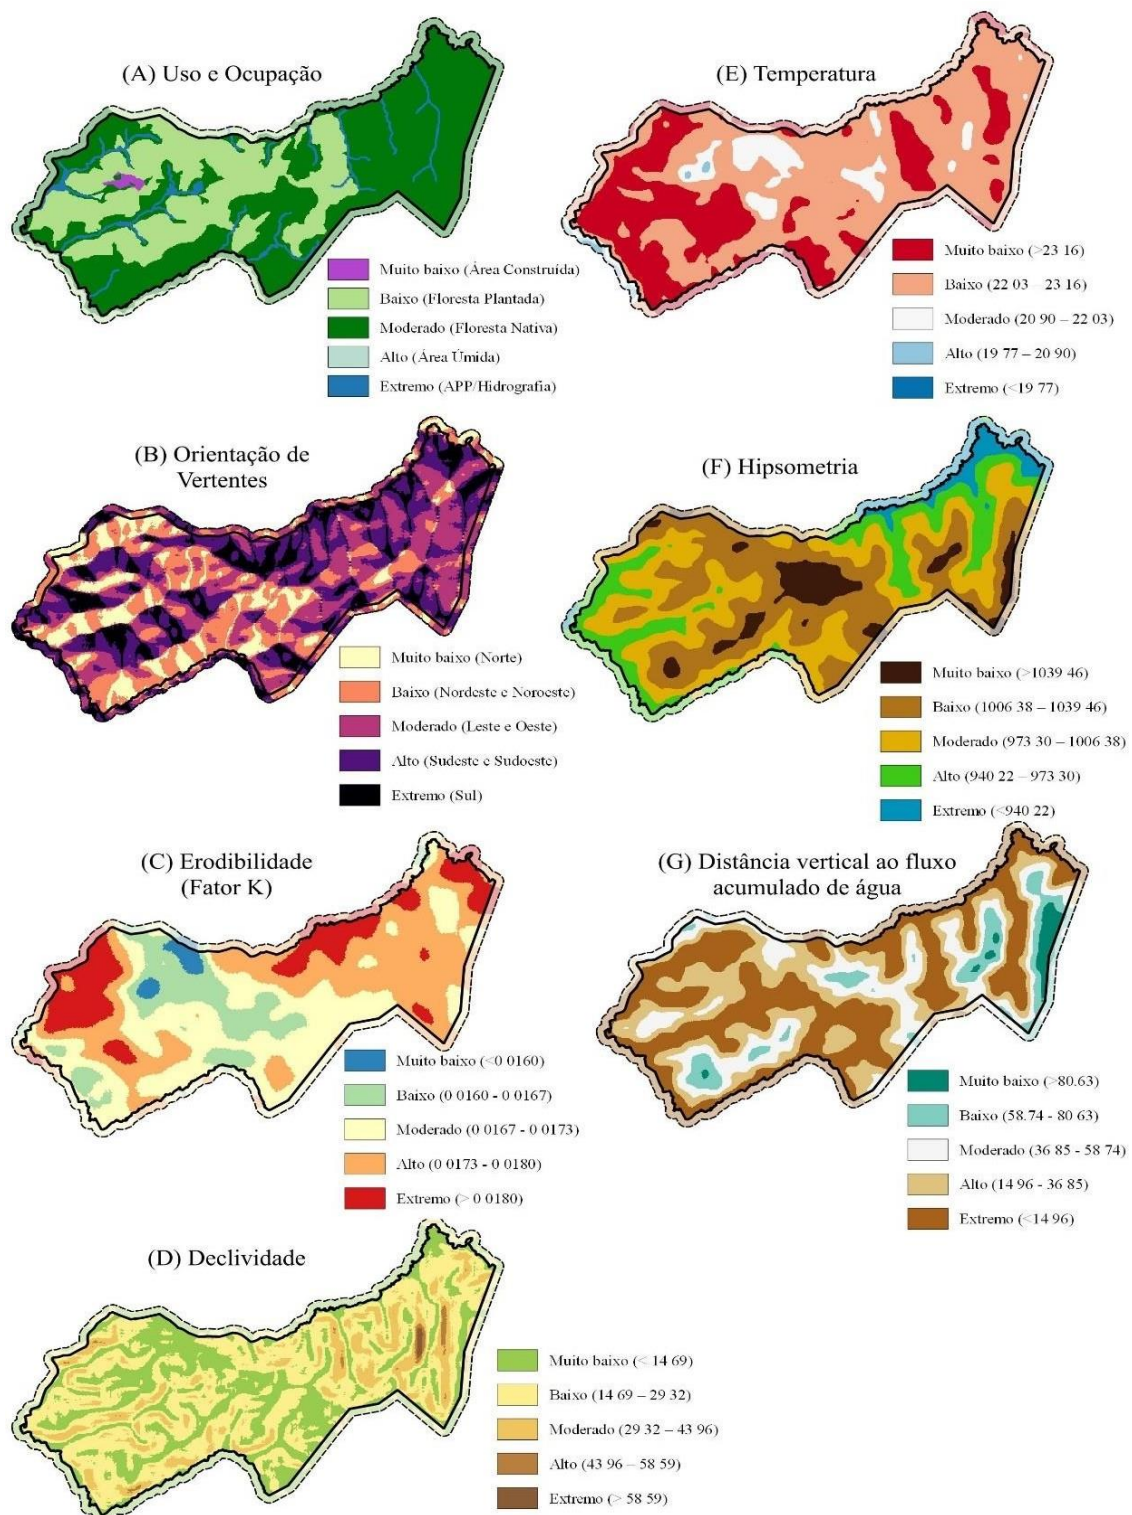 (A) Uso e Ocupação
Muito baixo (Área Construída)
Baixo (Floresta Plantada)
Moderado (Floresta Nativa)
Alto (Área Úmida)
Extremo (APP/Hidrografia)
(E) Temperatura
Muito baixo (>23 16)
Baixo (22 03 – 23 16)
Moderado (20 90 – 22 03)
Alto (19 77 – 20 90)
Extremo (<19 77)
(B) Orientação de
Vertentes
Muito baixo (Norte)
Baixo (Nordeste e Noroeste)
Moderado (Leste e Oeste)
Alto (Sudeste e Sudoeste)
Extremo (Sul)
(F) Hipsometria
Muito baixo (>1039 46)
Baixo (1006 38 – 1039 46)
Moderado (973 30 – 1006 38)
Alto (940 22 – 973 30)
Extremo (<940 22)
(C) Erodibilidade
(Fator K)
Muito baixo (<0 0160)
Baixo (0 0160 - 0 0167)
Moderado (0 0167 - 0 0173)
Alto (0 0173 - 0 0180)
Extremo (> 0 0180)
(G) Distância vertical ao fluxo
acumulado de água
Muito baixo (>80.63)
Baixo (58.74 - 80 63)
Moderado (36 85 - 58 74)
Alto (14 96 - 36 85)
Extremo (<14 96)
(D) Declividade
Muito baixo (< 14 69)
Baixo (14 69 – 29 32)
Moderado (29 32 – 43 96)
Alto (43 96 – 58 59)
Extremo (> 58 59)